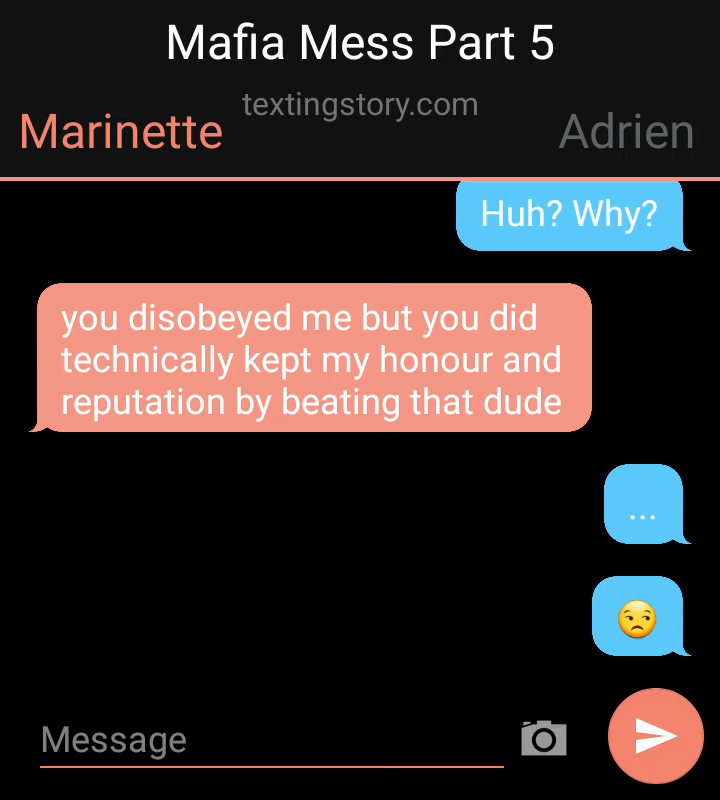 Mafia Mess Part 5
textingstory.com
Marinette
Adrien
Huh? Why?
you disobeyed me but you did
technically kept my honour and
reputation by beating that dude
...
😒
Message